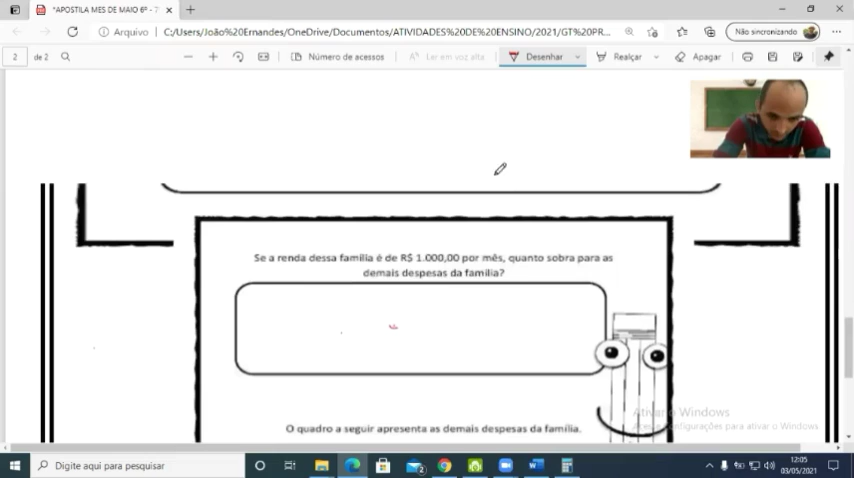 "APOSTILA MES DE MAIO 6º - 7
Arquivo | C:/Users/João%20Ernandes/OneDrive/Documentos/ATIVIDADES%20DE%20ENSINO/2021/GT%20PR...
Não sincronizando
2 de 2
Número de acessos
Ler em voz alta
Desenhar
Realçar
Apagar
Se a renda dessa família é de R$ 1.000,00 por mês, quanto sobra para as
demais despesas da família?
O quadro a seguir apresenta as demais despesas da família.
Ativar o Windows
Acesse Configurações para ativar o Windows
Digite aqui para pesquisar
2
12:05
03/05/2021